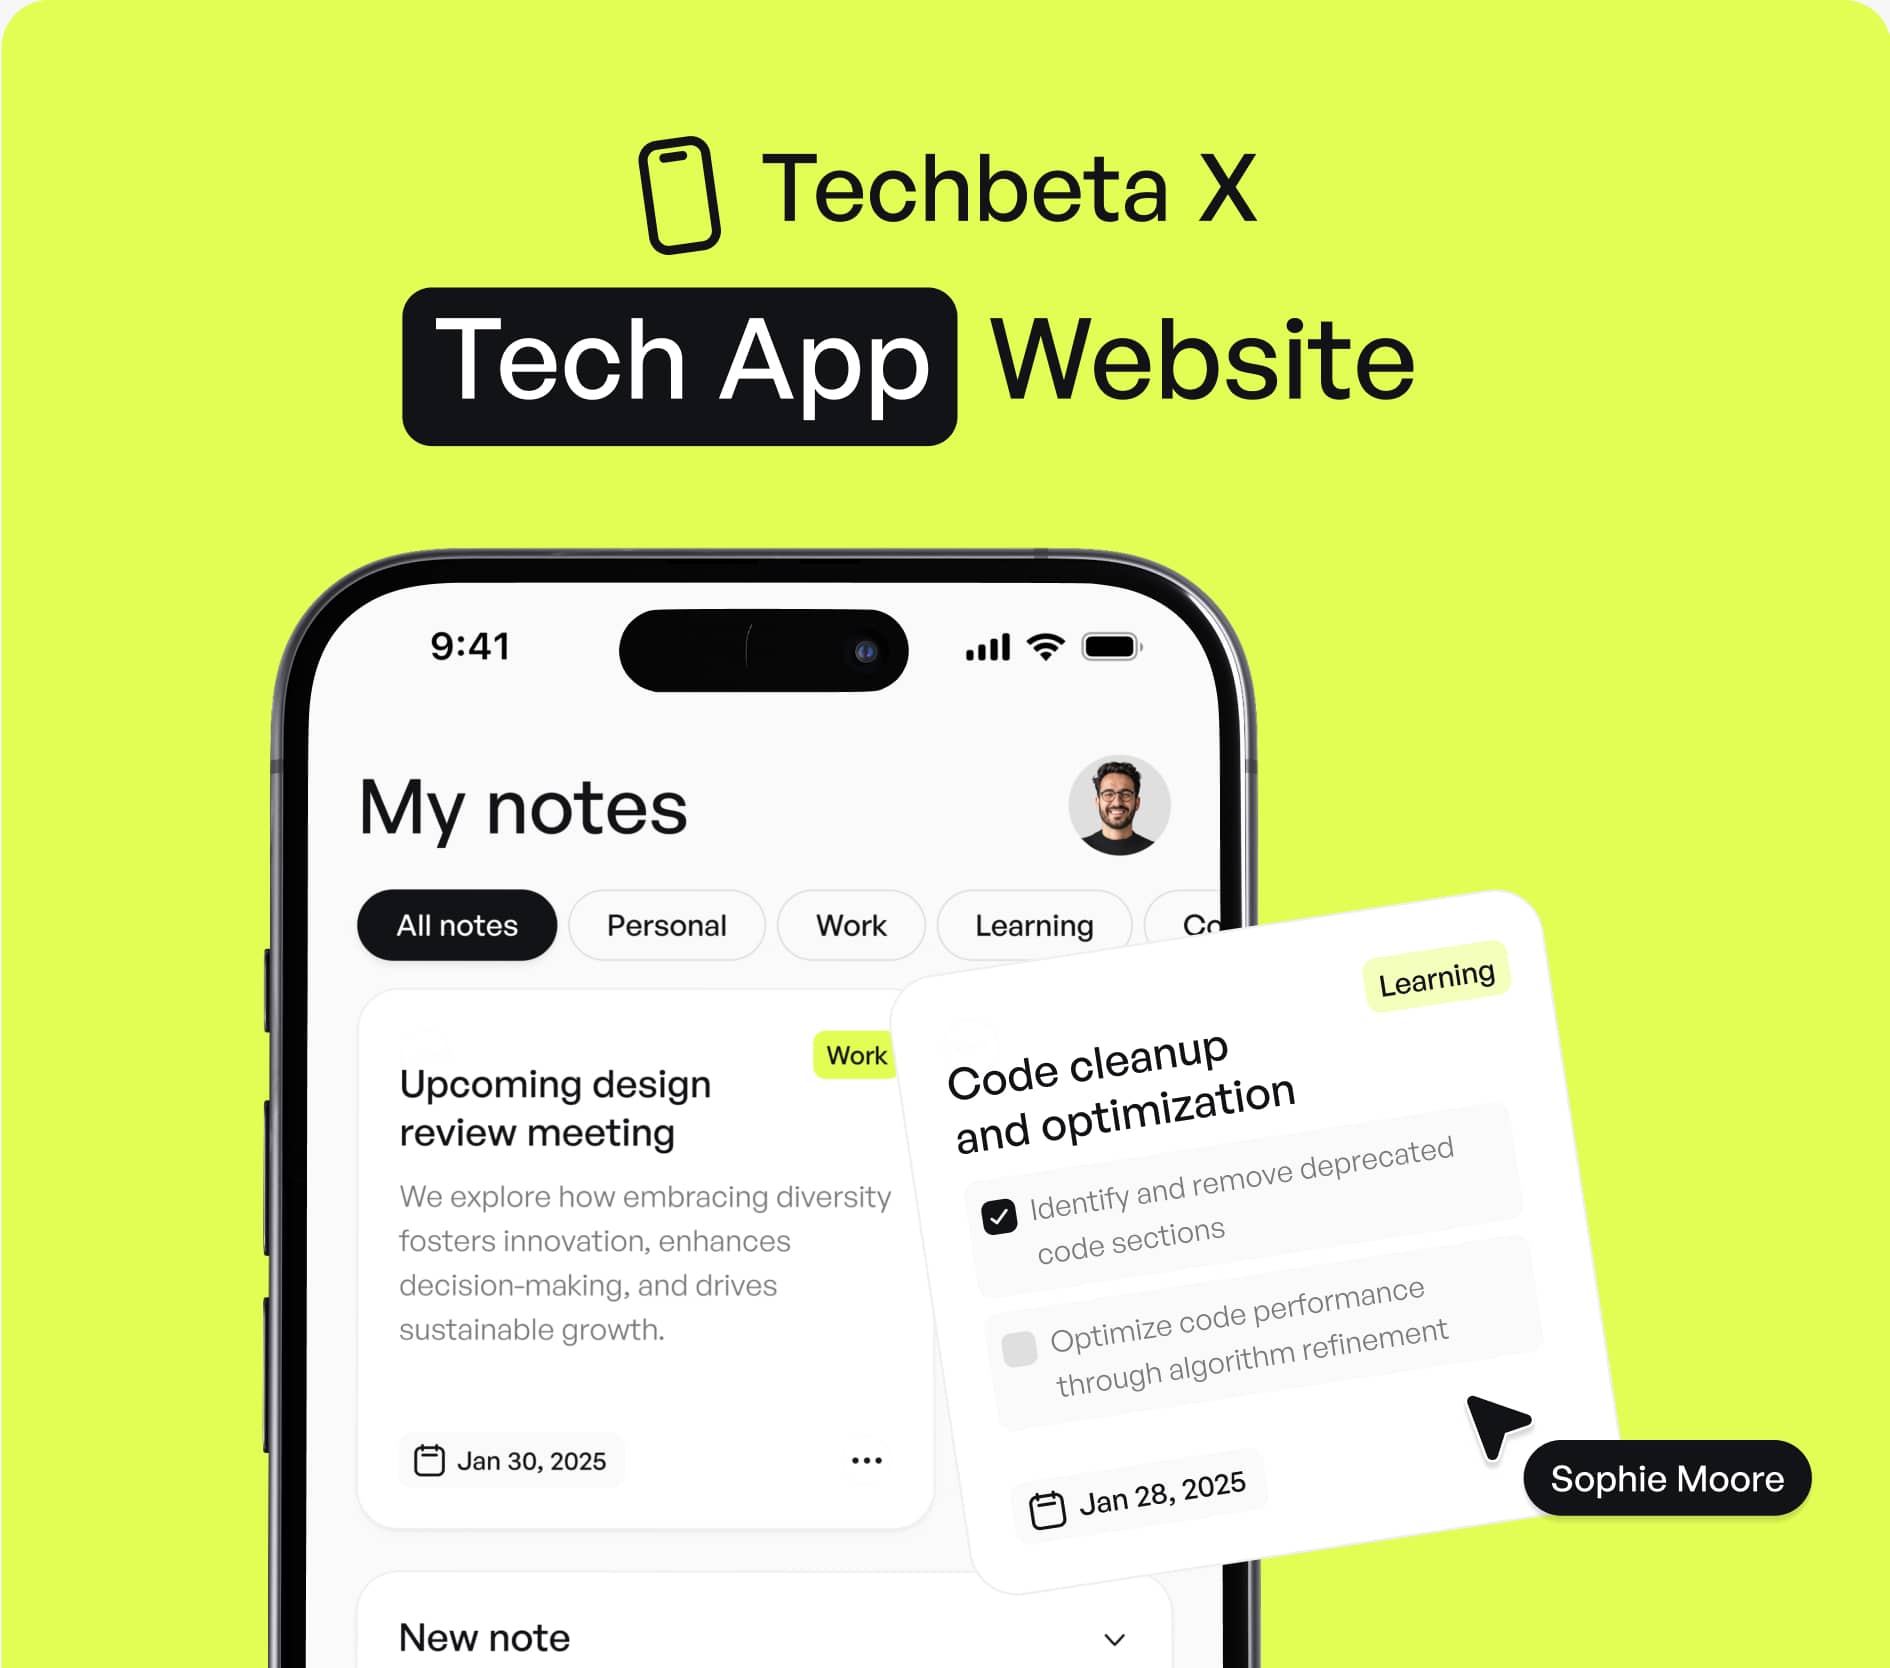 Techbeta X
Tech App Website
9:41
My notes
All notes
Personal
Work
Learning
Co
Work
Upcoming design
review meeting
We explore how embracing diversity
fosters innovation, enhances
decision-making, and drives
sustainable growth.
Jan 30, 2025
Learning
Code cleanup
and optimization
Identify and remove deprecated
code sections
Optimize code performance
through algorithm refinement
Jan 28, 2025
Sophie Moore
New note